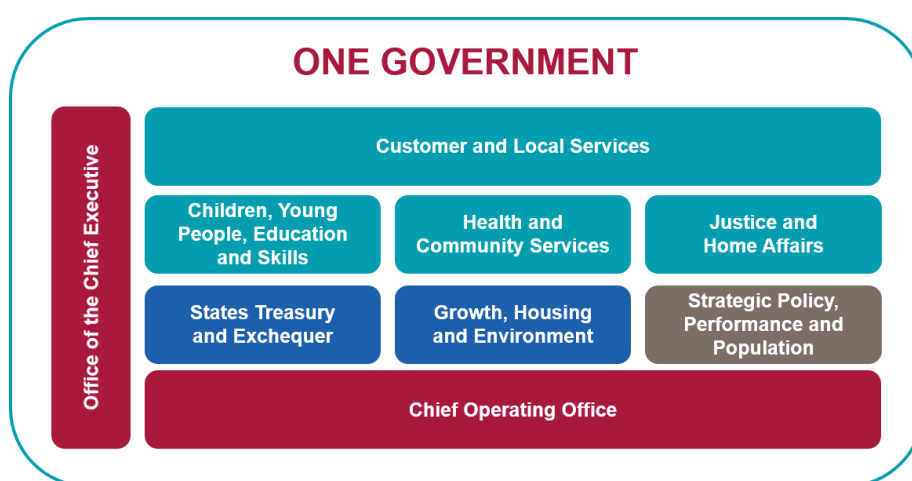 ONE GOVERNMENT
Office of the Chief Executive
Customer and Local Services
Children, Young
People, Education
and Skills
Health and
Community Services
Justice and
Home Affairs
States Treasury
and Exchequer
Growth, Housing
and Environment
Strategic Policy,
Performance and
Population
Chief Operating Office